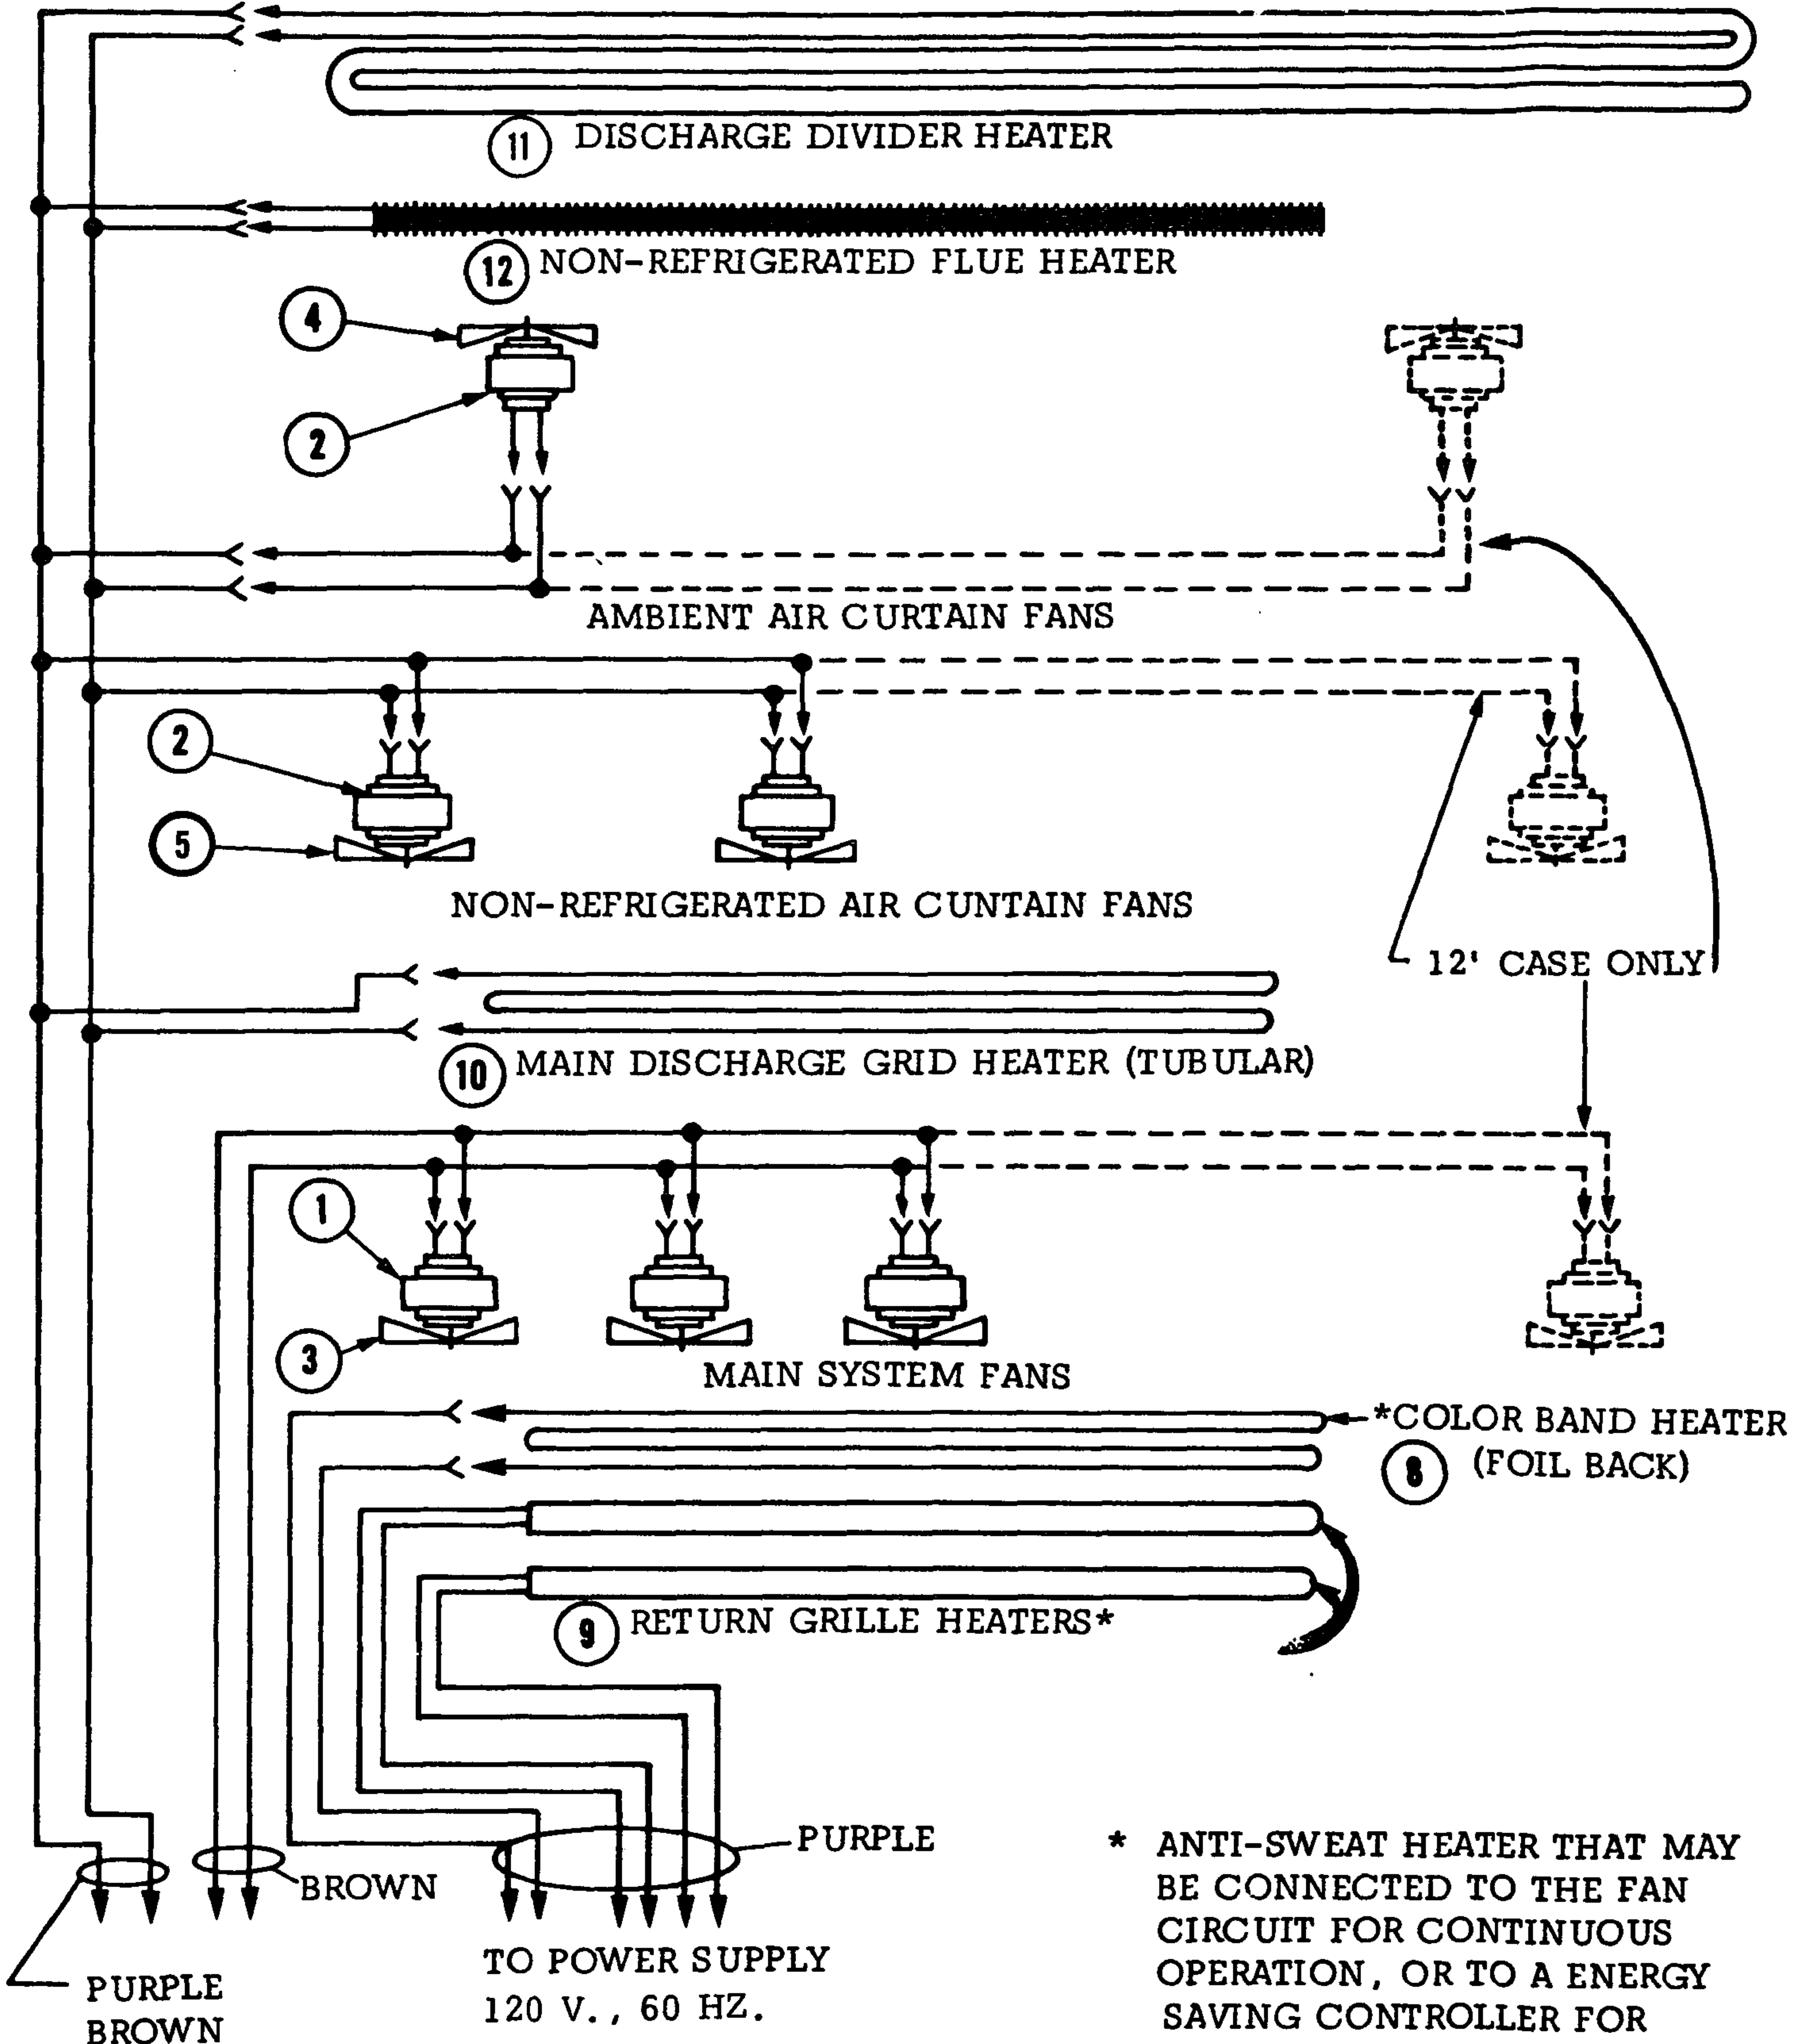 11 DISCHARGE DIVIDER HEATER
12 NON-REFRIGERATED FLUE HEATER
4
2
AMBIENT AIR CURTAIN FANS
2
5
NON-REFRIGERATED AIR CUNTAIN FANS
12' CASE ONLY
10 MAIN DISCHARGE GRID HEATER (TUBULAR)
1
3
MAIN SYSTEM FANS
*COLOR BAND HEATER
8 (FOIL BACK)
9 RETURN GRILLE HEATERS*
PURPLE
BROWN
PURPLE
BROWN
TO POWER SUPPLY
120 V., 60 HZ.
* ANTI-SWEAT HEATER THAT MAY
BE CONNECTED TO THE FAN
CIRCUIT FOR CONTINUOUS
OPERATION, OR TO A ENERGY
SAVING CONTROLLER FOR